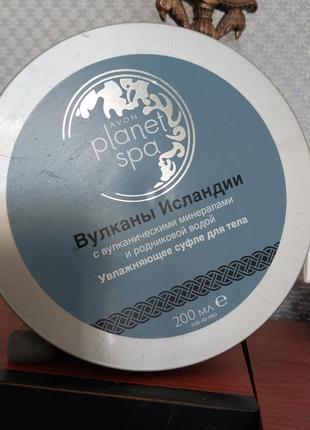 AVON
planet
spa
Вулканы Исландии
с вулканическими минералами
и родниковой водой
Увлажняющее суфле для тела
200 мл e